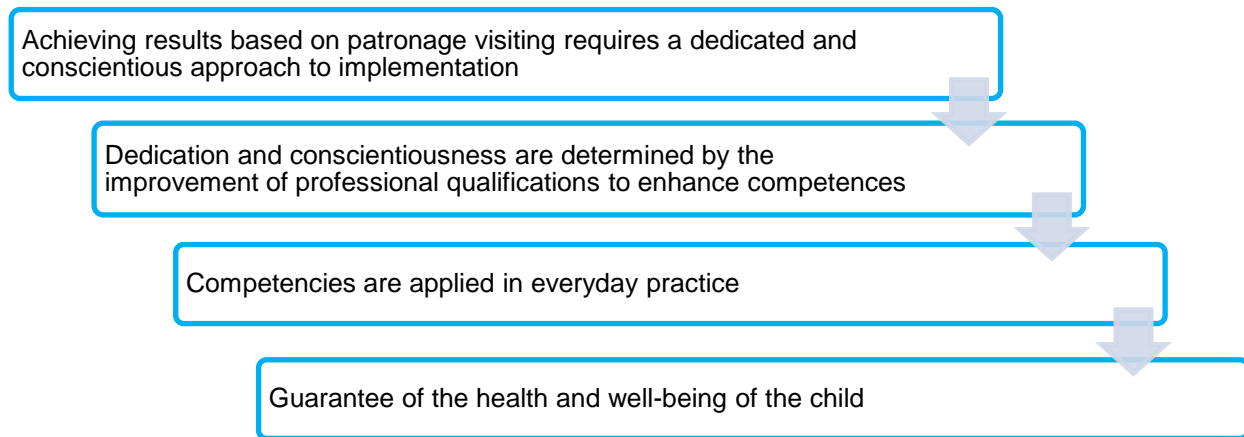 Achieving results based on patronage visiting requires a dedicated and
conscientious approach to implementation
Dedication and conscientiousness are determined by the
improvement of professional qualifications to enhance competences
Competencies are applied in everyday practice
Guarantee of the health and well-being of the child